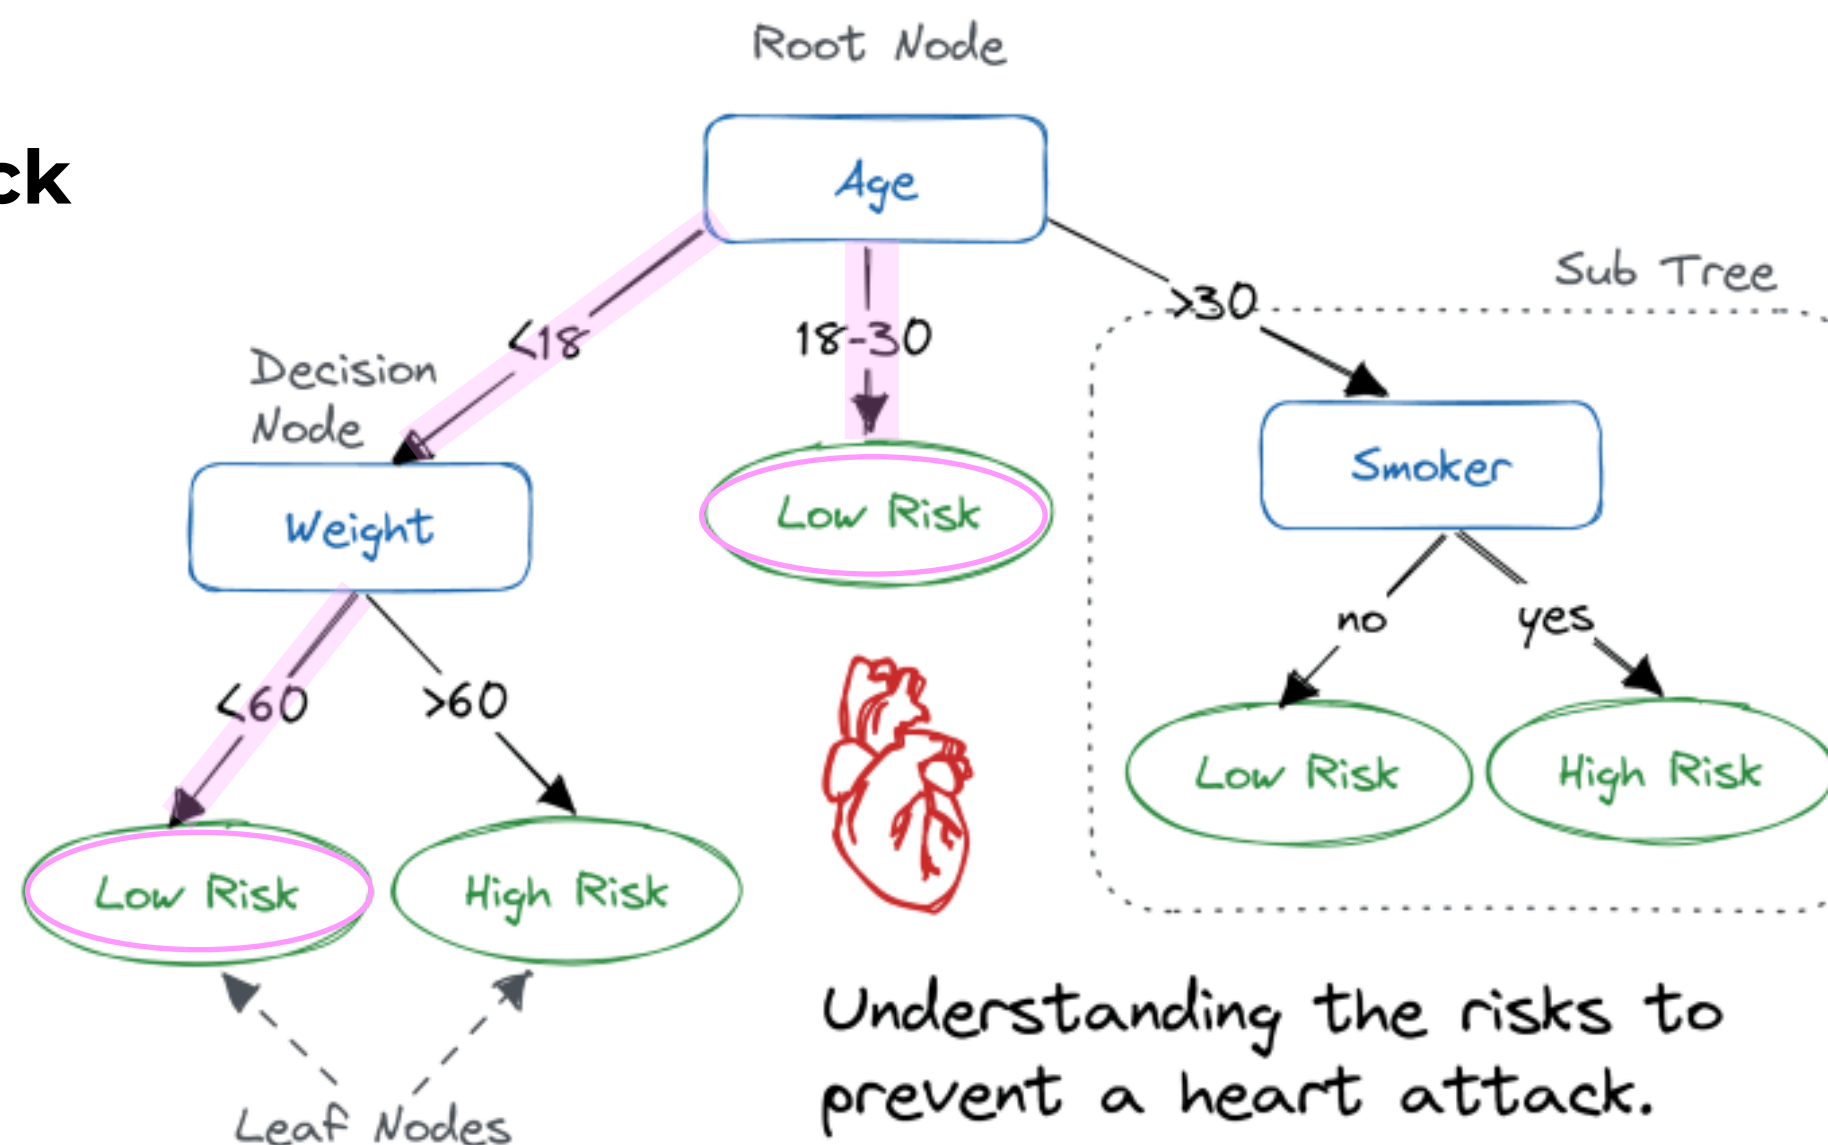 Root Node
ck
Age
Sub Tree
<18
18-30
>30
Decision
Node
Weight
Low Risk
Smoker
<60
>60
no
yes
Low Risk
High Risk
Low Risk
High Risk
Understanding the risks to
prevent a heart attack.
Leaf Nodes